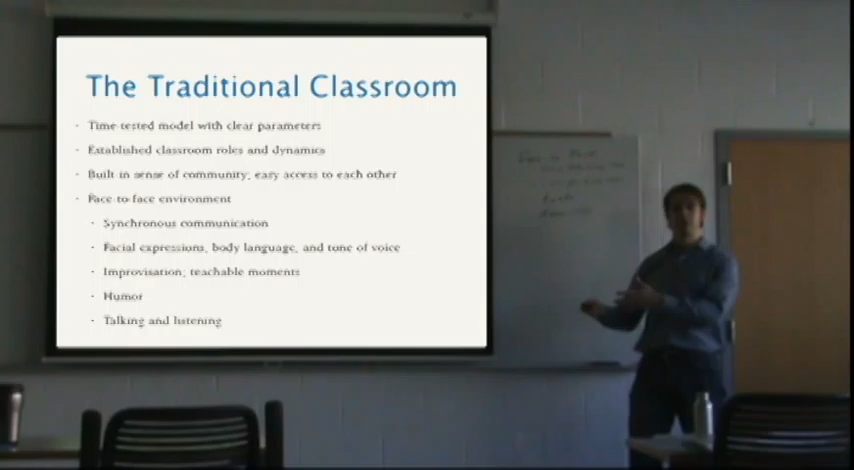 The Traditional Classroom
· Time tested model with clear parameters
· Established classroom roles and dynamics
· Built in sense of community; easy access to each other
· Face to face environment
· Synchronous communication
· Facial expressions, body language, and tone of voice
· Improvisation; teachable moments
· Humor
· Talking and listening